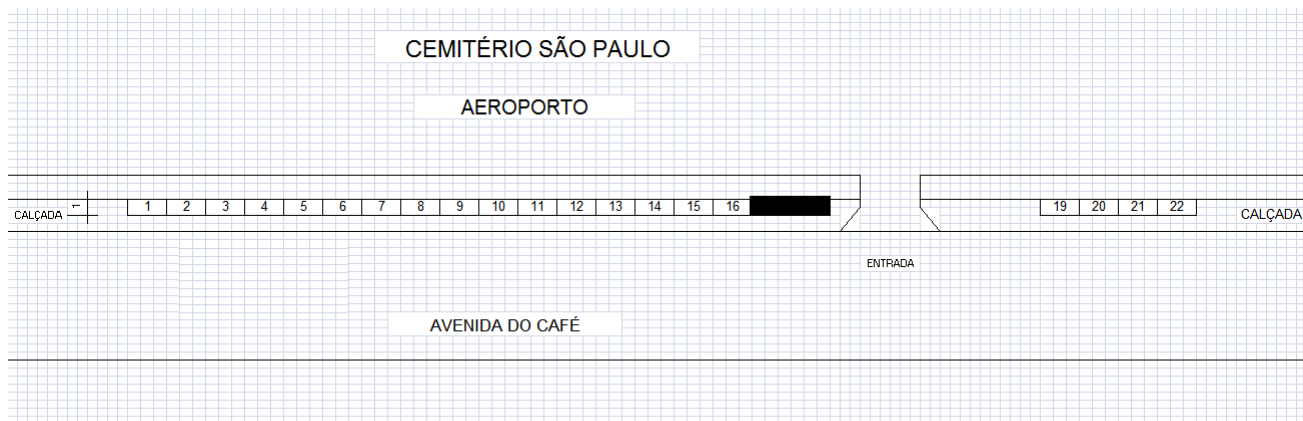 CEMITÉRIO SÃO PAULO
AEROPORTO
CALÇADA 1 1 2 3 4 5 6 7 8 9 10 11 12 13 14 15 16 19 20 21 22 CALÇADA
ENTRADA
AVENIDA DO CAFÉ